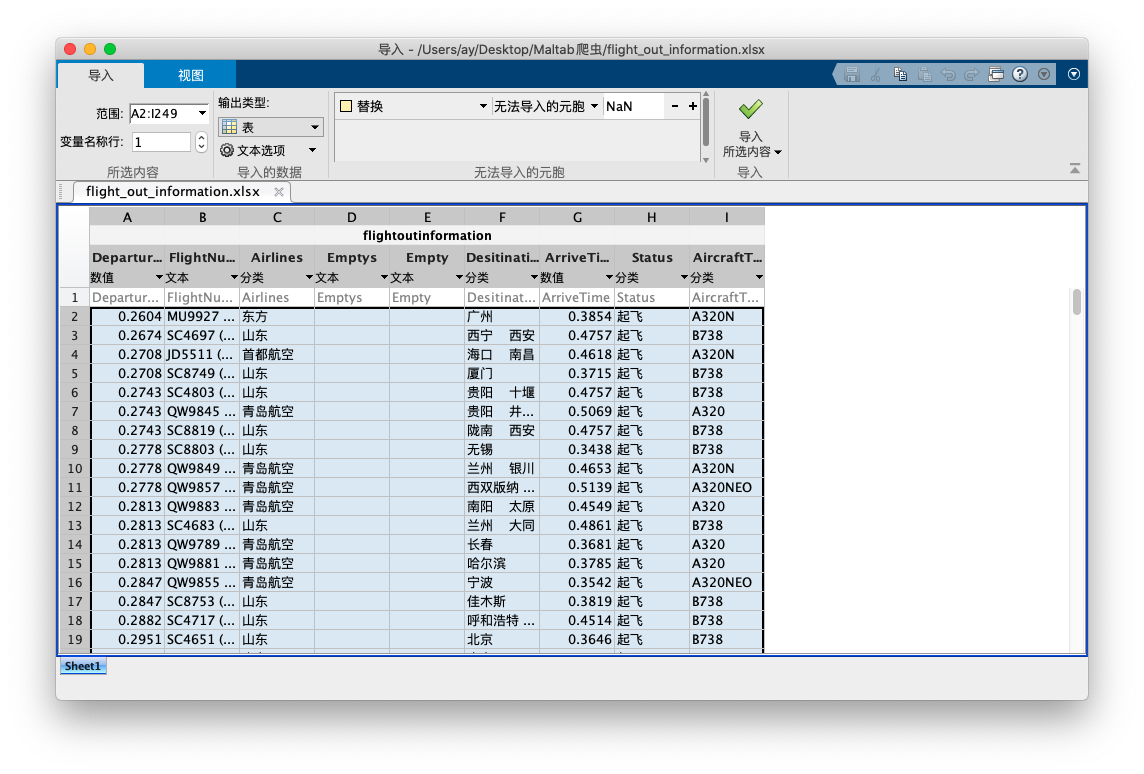 导入 - /Users/ay/Desktop/Maltab爬虫/flight_out_information.xlsx
导入 视图
范围: A2:I249
变量名称行: 1
所选内容
输出类型:
表
文本选项
导入的数据
替换 无法导入的元胞 NaN - +
无法导入的元胞
导入
所选内容
导入
flight_out_information.xlsx
A B C D E F G H I
flightoutinformation
Departur... FlightNu... Airlines Emptys Empty Desitinati... ArriveTi... Status AircraftT...
数值 文本 分类 文本 文本 分类 数值 分类 分类
1 Departur... FlightNu... Airlines Emptys Empty Desitinat... ArriveTime Status AircraftT...
2 0.2604 MU9927 ... 东方 广州 0.3854 起飞 A320N
3 0.2674 SC4697 (... 山东 西宁 西安 0.4757 起飞 B738
4 0.2708 JD5511 (... 首都航空 海口 南昌 0.4618 起飞 A320N
5 0.2708 SC8749 (... 山东 厦门 0.3715 起飞 B738
6 0.2743 SC4803 (... 山东 贵阳 十堰 0.4757 起飞 B738
7 0.2743 QW9845 ... 青岛航空 贵阳 井... 0.5069 起飞 A320
8 0.2743 SC8819 (... 山东 陇南 西安 0.4757 起飞 B738
9 0.2778 SC8803 (... 山东 无锡 0.3438 起飞 B738
10 0.2778 QW9849 ... 青岛航空 兰州 银川 0.4653 起飞 A320N
11 0.2778 QW9857 ... 青岛航空 西双版纳 ... 0.5139 起飞 A320NEO
12 0.2813 QW9883 ... 青岛航空 南阳 太原 0.4549 起飞 A320
13 0.2813 SC4683 (... 山东 兰州 大同 0.4861 起飞 B738
14 0.2813 QW9789 ... 青岛航空 长春 0.3681 起飞 A320
15 0.2813 QW9881 ... 青岛航空 哈尔滨 0.3785 起飞 A320
16 0.2847 QW9855 ... 青岛航空 宁波 0.3542 起飞 A320NEO
17 0.2847 SC8753 (... 山东 佳木斯 0.3819 起飞 B738
18 0.2882 SC4717 (... 山东 呼和浩特 ... 0.4514 起飞 B738
19 0.2951 SC4651 (... 山东 北京 0.3646 起飞 B738
Sheet1